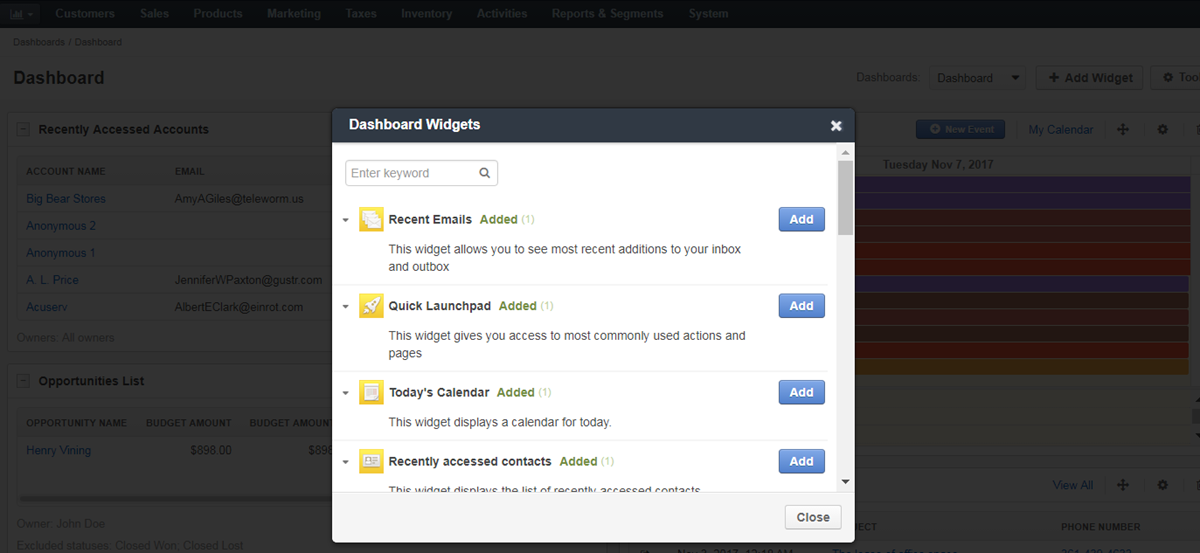 Customers Sales Products Marketing Taxes Inventory Activities Reports & Segments System
Dashboards / Dashboard
Dashboard
Dashboards: Dashboard + Add Widget
Recently Accessed Accounts
ACCOUNT NAME EMAIL
Big Bear Stores AmyAGiles@teleworm.us
Anonymous 2
Anonymous 1
A. L. Price JenniferWPaxton@gustr.com
Acuserv AlbertEClark@einrot.com
Owners: All owners
Opportunities List
OPPORTUNITY NAME BUDGET AMOUNT BUDGET AMOUN
Henry Vining $898.00 $898
Owner: John Doe
Excluded statuses: Closed Won, Closed Lost
Dashboard Widgets
Enter keyword
Recent Emails Added (1) Add
This widget allows you to see most recent additions to your inbox
and outbox
Quick Launchpad Added (1) Add
This widget gives you access to most commonly used actions and
pages
Today's Calendar Added (1) Add
This widget displays a calendar for today.
Recently accessed contacts Added (1) Add
This widget displays the list of recently accessed contacts
Close
New Event My Calendar
Tuesday Nov 7, 2017
View All
PHONE NUMBER